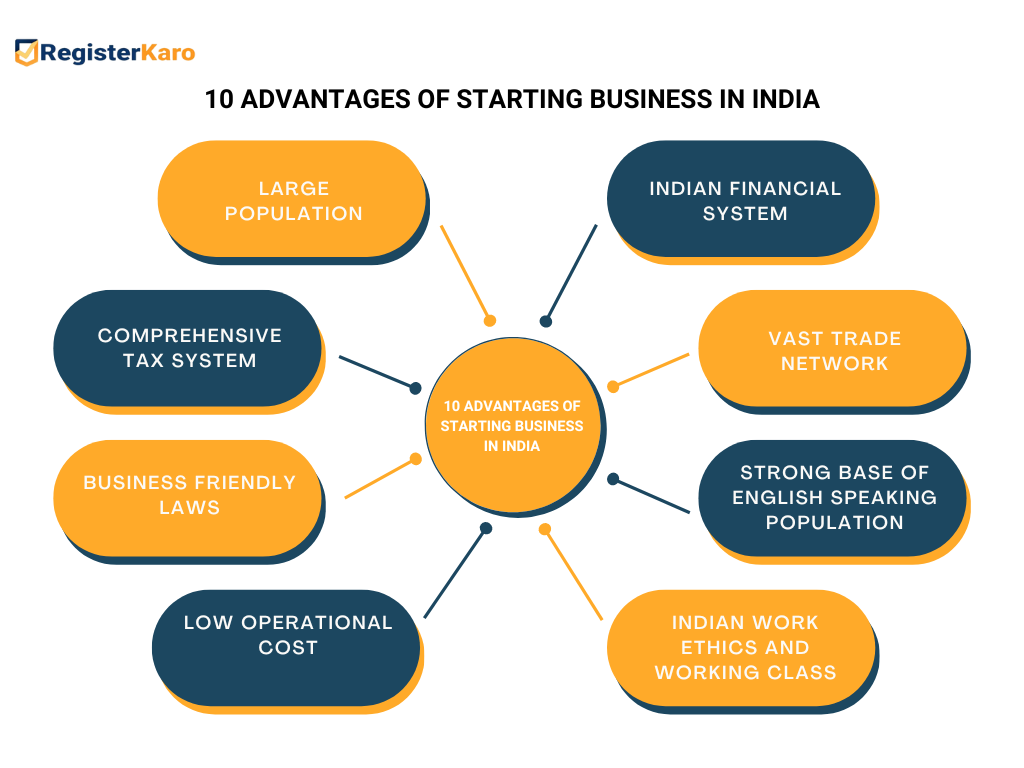 RegisterKaro
10 ADVANTAGES OF STARTING BUSINESS IN INDIA
LARGE
POPULATION
INDIAN FINANCIAL
SYSTEM
COMPREHENSIVE
TAX SYSTEM
VAST TRADE
NETWORK
10 ADVANTAGES OF
STARTING BUSINESS
IN INDIA
BUSINESS FRIENDLY
LAWS
STRONG BASE OF
ENGLISH SPEAKING
POPULATION
LOW OPERATIONAL
COST
INDIAN WORK
ETHICS AND
WORKING CLASS